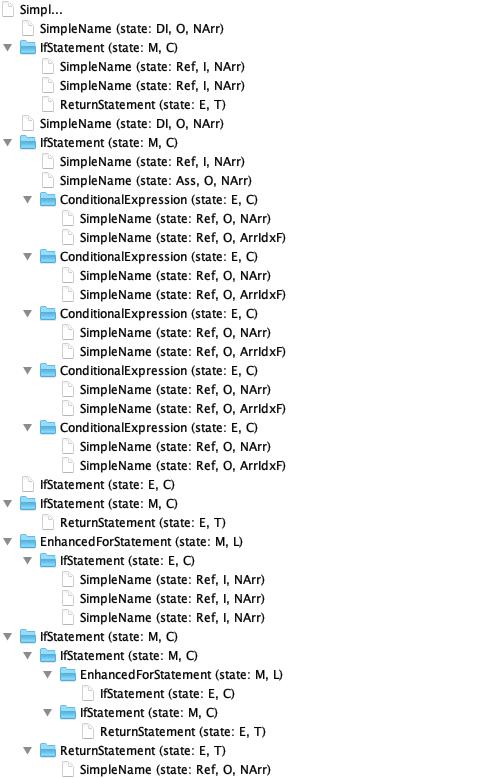 Simpl...
SimpleName (state: DI, O, NArr)
IfStatement (state: M, C)
SimpleName (state: Ref, I, NArr)
SimpleName (state: Ref, I, NArr)
ReturnStatement (state: E, T)
SimpleName (state: DI, O, NArr)
IfStatement (state: M, C)
SimpleName (state: Ref, I, NArr)
SimpleName (state: Ass, O, NArr)
ConditionalExpression (state: E, C)
SimpleName (state: Ref, O, NArr)
SimpleName (state: Ref, O, ArrIdxF)
ConditionalExpression (state: E, C)
SimpleName (state: Ref, O, NArr)
SimpleName (state: Ref, O, ArrIdxF)
ConditionalExpression (state: E, C)
SimpleName (state: Ref, O, NArr)
SimpleName (state: Ref, O, ArrIdxF)
ConditionalExpression (state: E, C)
SimpleName (state: Ref, O, NArr)
SimpleName (state: Ref, O, ArrIdxF)
ConditionalExpression (state: E, C)
SimpleName (state: Ref, O, NArr)
SimpleName (state: Ref, O, ArrIdxF)
IfStatement (state: E, C)
IfStatement (state: M, C)
ReturnStatement (state: E, T)
EnhancedForStatement (state: M, L)
IfStatement (state: E, C)
SimpleName (state: Ref, I, NArr)
SimpleName (state: Ref, I, NArr)
SimpleName (state: Ref, I, NArr)
IfStatement (state: M, C)
IfStatement (state: M, C)
EnhancedForStatement (state: M, L)
IfStatement (state: E, C)
IfStatement (state: M, C)
ReturnStatement (state: E, T)
ReturnStatement (state: E, T)
SimpleName (state: Ref, O, NArr)